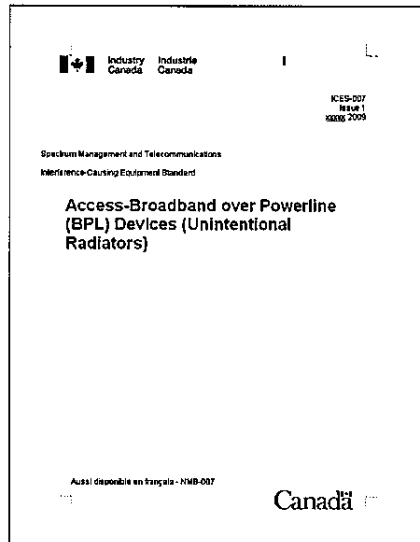 Industry Industrie
Canada Canada
ICES-007
Issue 1
xxxxx 2009
Spectrum Management and Telecommunications
Interference-Causing Equipment Standard
Access-Broadband over Powerline
(BPL) Devices (Unintentional
Radiators)
Aussi disponible en français - NMB-007
Canada